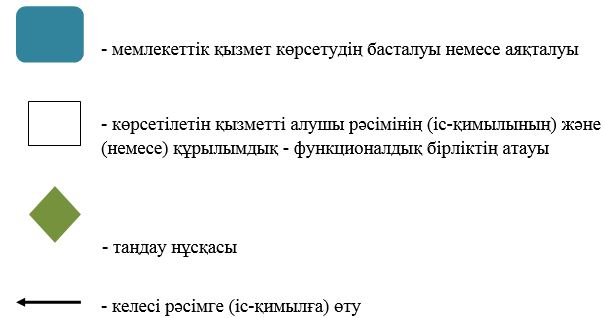 - мемлекеттік қызмет көрсетудің басталуы немесе аяқталуы
- көрсетілетін қызметті алушы рәсімінің (іс-қимылының) және
(немесе) құрылымдық - функционалдық бірліктің атауы
- таңдау нұсқасы
- келесі рәсімге (іс-қимылға) өту